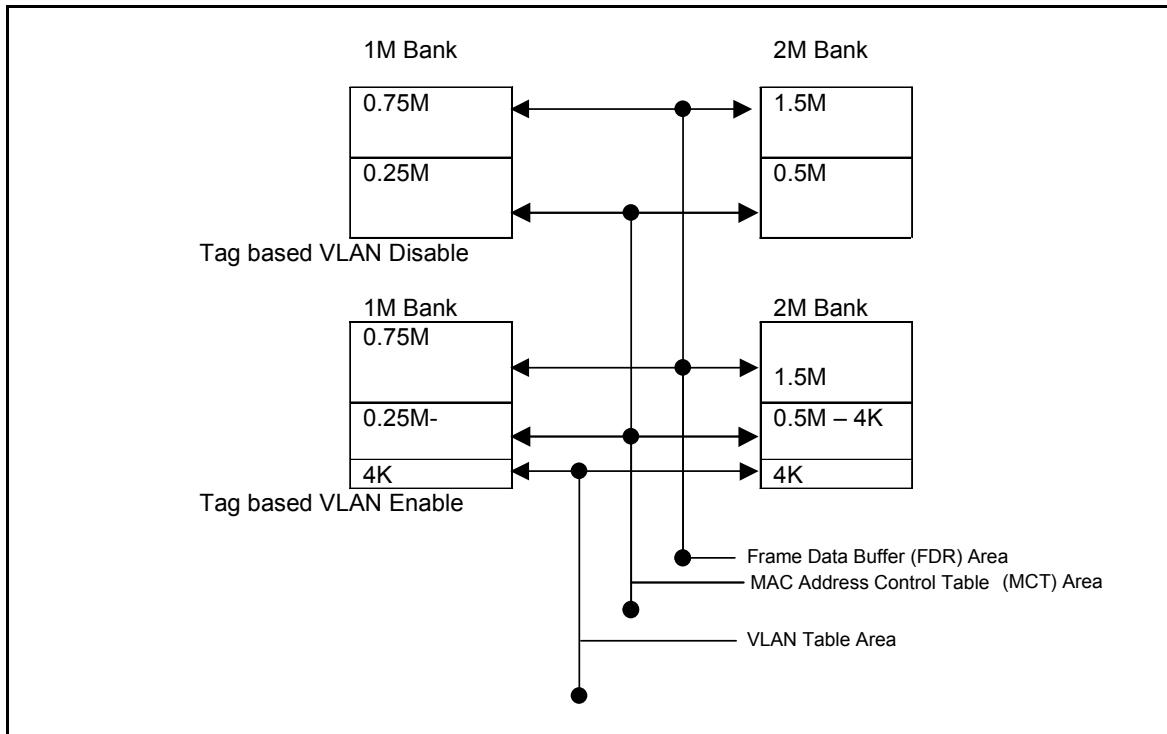 1M Bank
2M Bank
0.75M
1.5M
0.25M
0.5M
Tag based VLAN Disable
1M Bank
2M Bank
0.75M
1.5M
0.25M-
0.5M – 4K
4K
4K
Tag based VLAN Enable
Frame Data Buffer (FDR) Area
MAC Address Control Table (MCT) Area
VLAN Table Area